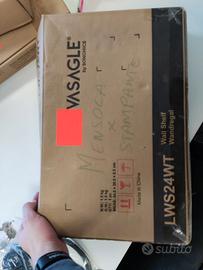 VASAGLE
by SONGMICS
MENSOLA
X
STAMPANTE
Made in China
LWS24WT
Wall Shelf
Wandregal
Subito